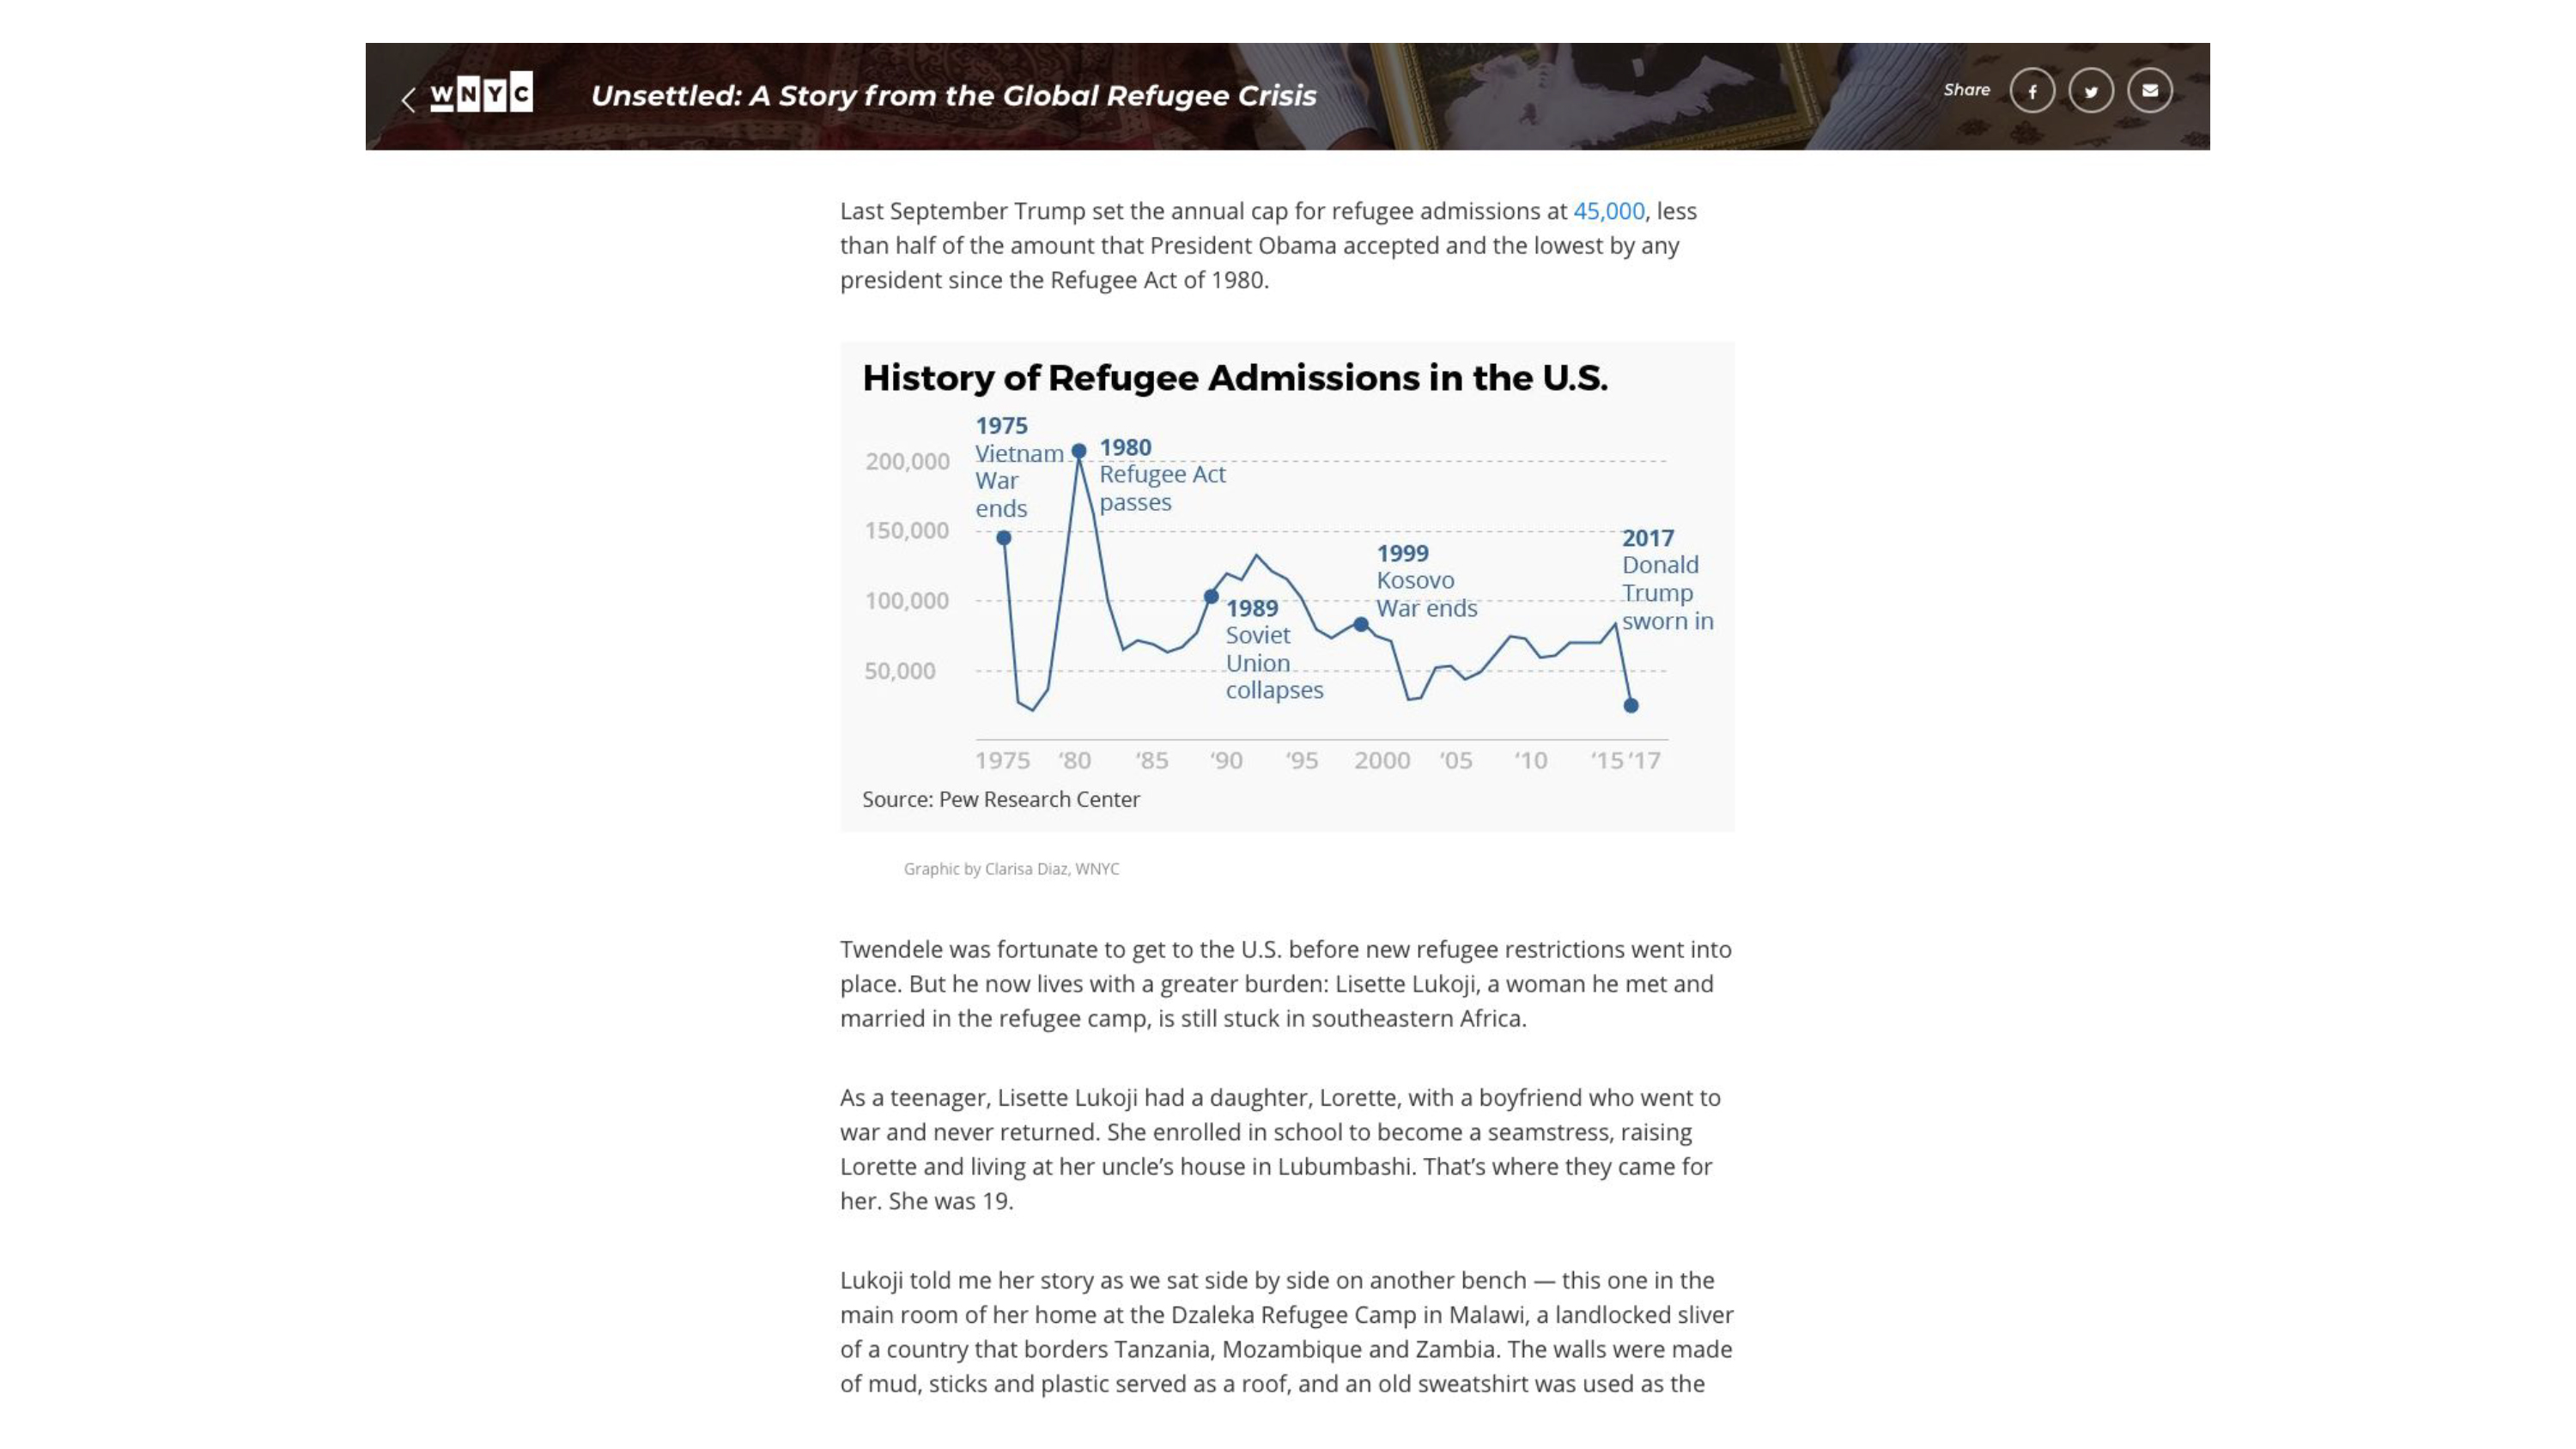 WNYC
Unsettled: A Story from the Global Refugee Crisis
Share
Last September Trump set the annual cap for refugee admissions at 45,000, less
than half of the amount that President Obama accepted and the lowest by any
president since the Refugee Act of 1980.
History of Refugee Admissions in the U.S.
1975
Vietnam
War
ends
1980
Refugee Act
passes
1989
Soviet
Union
collapses
1999
Kosovo
War ends
2017
Donald
Trump
sworn in
200,000
150,000
100,000
50,000
1975 ‘80 ‘85 ‘90 ‘95 2000 ‘05 ‘10 ‘15 ‘17
Source: Pew Research Center
Graphic by Clarisa Diaz, WNYC
Twendele was fortunate to get to the U.S. before new refugee restrictions went into
place. But he now lives with a greater burden: Lisette Lukoji, a woman he met and
married in the refugee camp, is still stuck in southeastern Africa.
As a teenager, Lisette Lukoji had a daughter, Lorette, with a boyfriend who went to
war and never returned. She enrolled in school to become a seamstress, raising
Lorette and living at her uncle’s house in Lubumbashi. That’s where they came for
her. She was 19.
Lukoji told me her story as we sat side by side on another bench — this one in the
main room of her home at the Dzaleka Refugee Camp in Malawi, a landlocked sliver
of a country that borders Tanzania, Mozambique and Zambia. The walls were made
of mud, sticks and plastic served as a roof, and an old sweatshirt was used as the